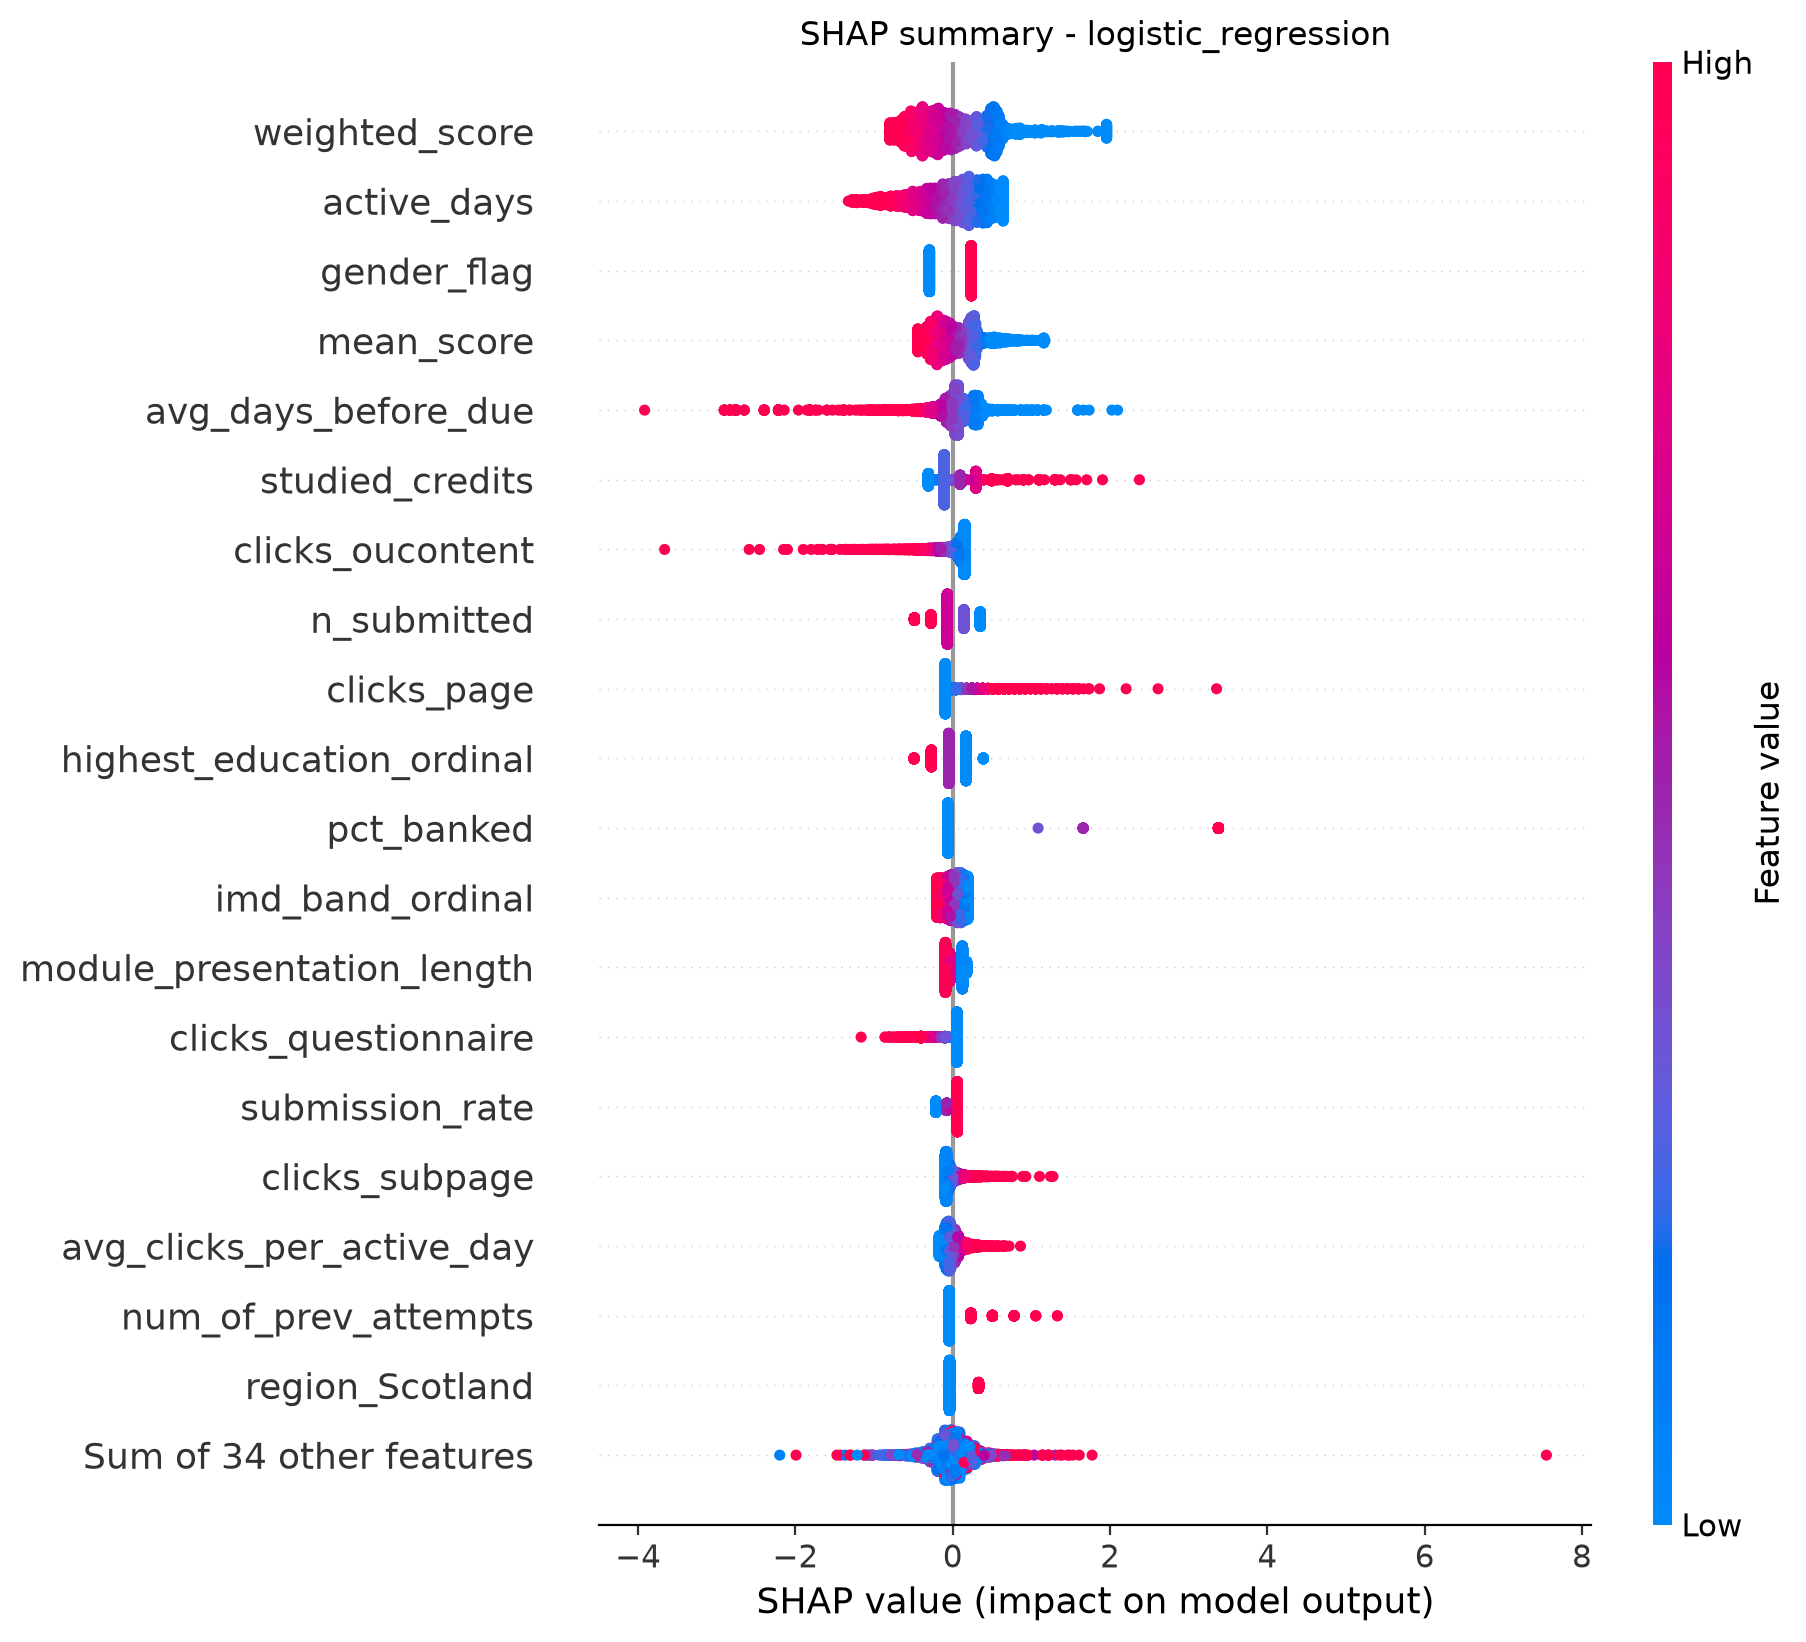 SHAP summary - logistic_regression
High
weighted_score
active_days
gender_flag
mean_score
avg_days_before_due
studied_credits
clicks_oucontent
n_submitted
clicks_page
highest_education_ordinal
pct_banked
imd_band_ordinal
module_presentation_length
clicks_questionnaire
submission_rate
clicks_subpage
avg_clicks_per_active_day
num_of_prev_attempts
region_Scotland
Sum of 34 other features
Feature value
Low
−4 −2 0 2 4 6 8
SHAP value (impact on model output)